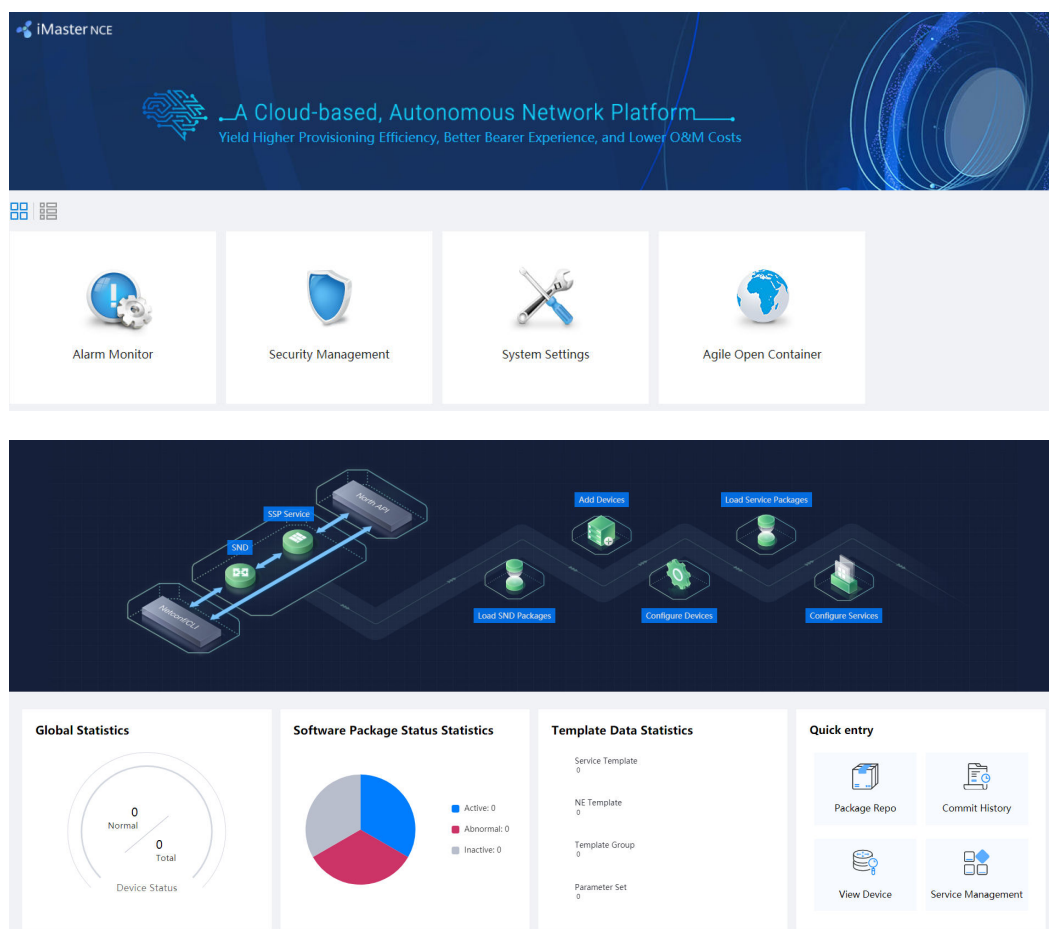 iMaster NCE
A Cloud-based, Autonomous Network Platform
Yield Higher Provisioning Efficiency, Better Bearer Experience, and Lower O&M Costs
Alarm Monitor
Security Management
System Settings
Agile Open Container
North API
SSP Service
SND
Netconf/CLI
Add Devices
Load Service Packages
Load SND Packages
Configure Devices
Configure Services
Global Statistics
0
Normal
0
Total
Device Status
Software Package Status Statistics
Active: 0
Abnormal: 0
Inactive: 0
Template Data Statistics
Service Template
0
NE Template
0
Template Group
0
Parameter Set
0
Quick entry
Package Repo
Commit History
View Device
Service Management